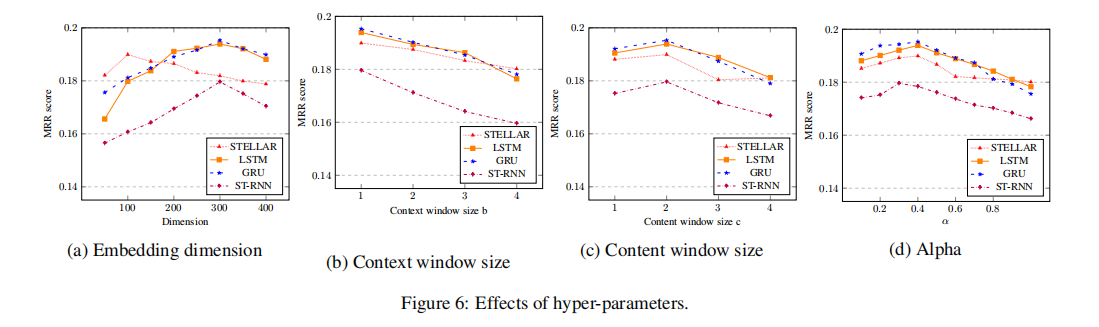 0.2
0.18
0.16
0.14
MRR score
100 200 300 400
Dimension
STELLAR
LSTM
GRU
ST-RNN
(a) Embedding dimension
0.2
0.18
0.16
0.14
MRR score
1 2 3 4
Context window size b
STELLAR
LSTM
GRU
ST-RNN
(b) Context window size
0.2
0.18
0.16
0.14
MRR score
1 2 3 4
Content window size c
STELLAR
LSTM
GRU
ST-RNN
(c) Content window size
0.2
0.18
0.16
0.14
MRR score
0.2 0.4 0.6 0.8
α
STELLAR
LSTM
GRU
ST-RNN
(d) Alpha
Figure 6: Effects of hyper-parameters.